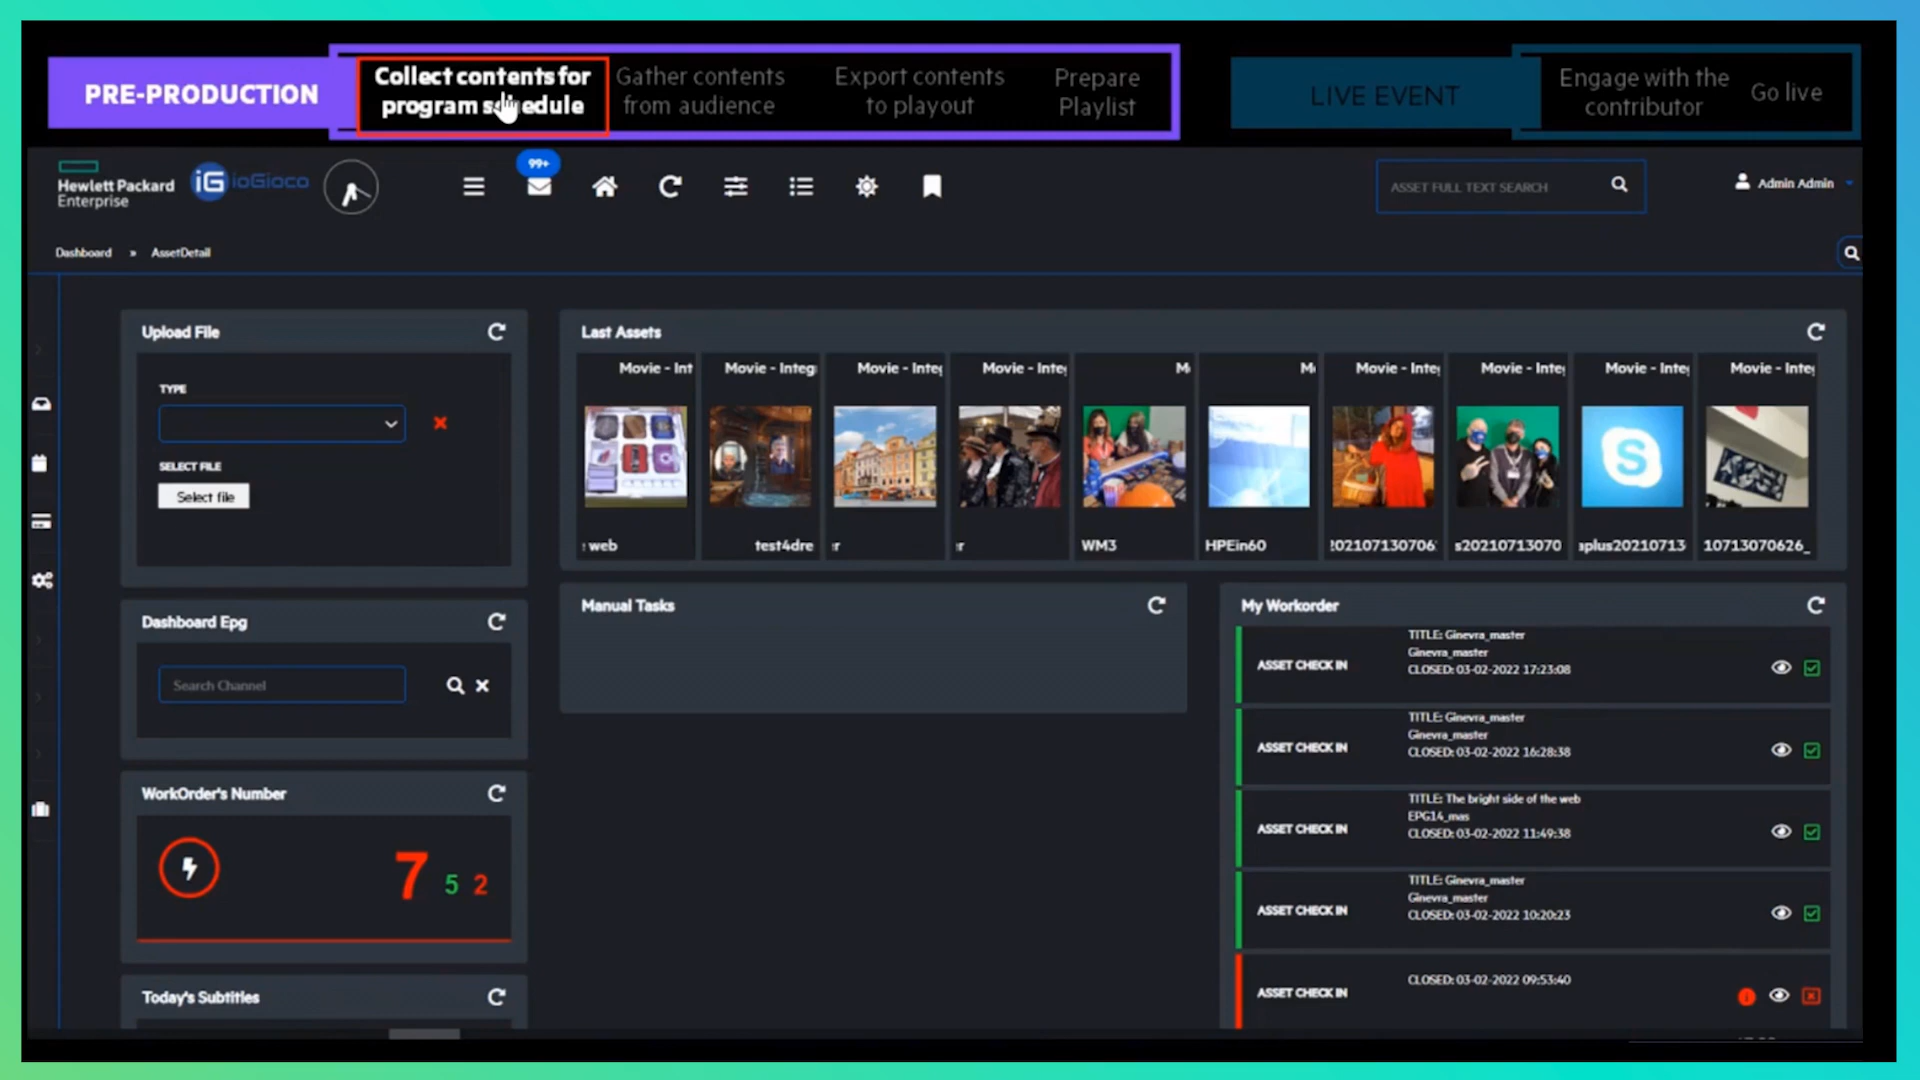 PRE-PRODUCTION
Collect contents for
program schedule
Gather contents
from audience
Export contents
to playout
Prepare
Playlist
LIVE EVENT
Engage with the
contributor
Go live
Hewlett Packard
Enterprise
iG ioGioco
99+
ASSET FULL TEXT SEARCH
Admin Admin
Dashboard » AssetDetail
Upload File
TYPE
SELECT FILE
Select file
Last Assets
Movie - Int
Movie - Integ
Movie - Inte
Movie - Inte
M
M
Movie - Inte
Movie - Inte
Movie - Inte
Movie - Inte
web
test4dre
r
r
WM3
HPEin60
202107130706
s20210713070
aplus20210713
10713070626_
Dashboard Epg
Search Channel
WorkOrder's Number
7 5 2
Today's Subtitles
Manual Tasks
My Workorder
ASSET CHECK IN
TITLE: Ginevra_master
Ginevra_master
CLOSED: 03-02-2022 17:23:08
ASSET CHECK IN
TITLE: Ginevra_master
Ginevra_master
CLOSED: 03-02-2022 16:28:38
ASSET CHECK IN
TITLE: The bright side of the web
EPG14_mas
CLOSED: 03-02-2022 11:49:38
ASSET CHECK IN
TITLE: Ginevra_master
Ginevra_master
CLOSED: 03-02-2022 10:20:23
ASSET CHECK IN
CLOSED: 03-02-2022 09:53:40